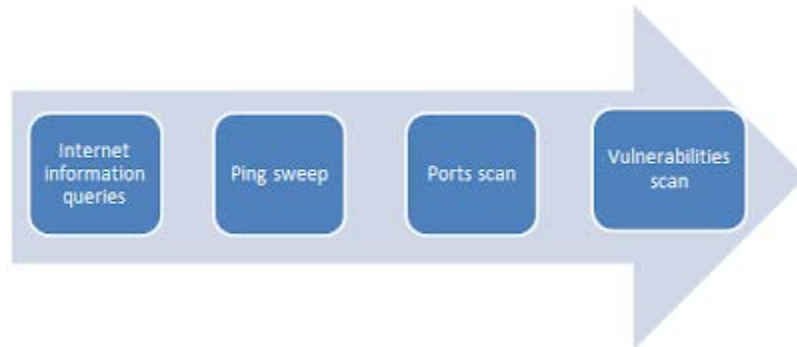 Internet
information
queries
Ping sweep
Ports scan
Vulnerabilities
scan